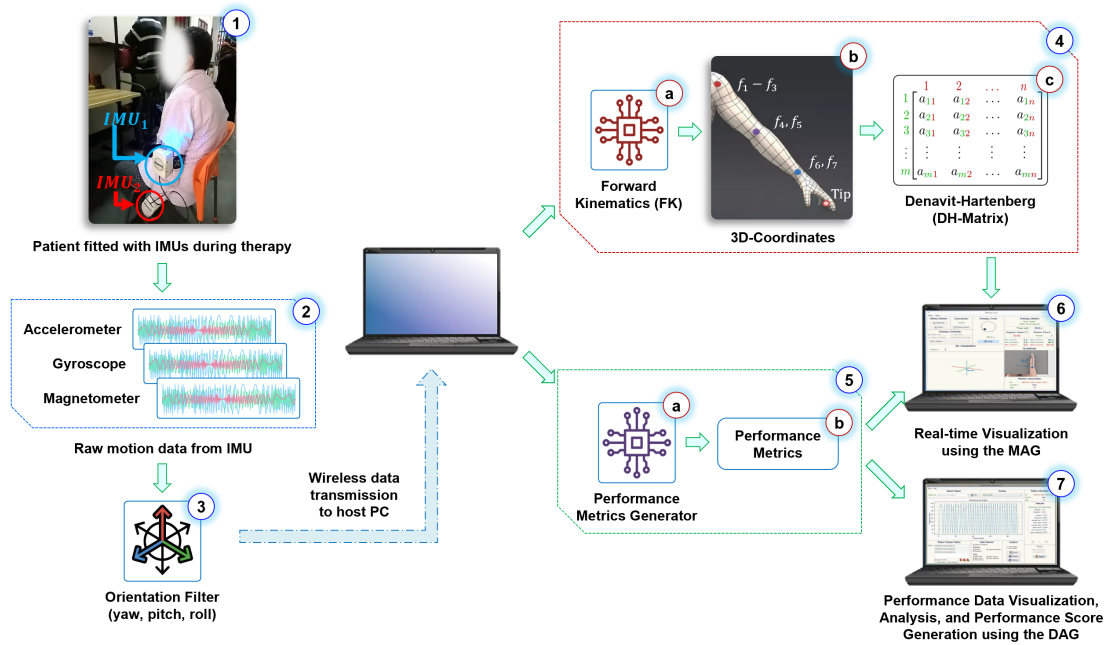 1
IMU1
IMU2
Patient fitted with IMUs during therapy
2
Accelerometer
Gyroscope
Magnetometer
Raw motion data from IMU
3
Orientation Filter
(yaw, pitch, roll)
Wireless data
transmission
to host PC
4
a
Forward
Kinematics (FK)
b
f1 − f3
f4, f5
f6, f7
Tip
3D-Coordinates
c
1 2 … n
1 a11 a12 … a1n
2 a21 a22 … a2n
3 a31 a32 … a3n
⋮ ⋮ ⋮ ⋮ ⋮
m am1 am2 … amn
Denavit-Hartenberg
(DH-Matrix)
5
a
Performance
Metrics Generator
b
Performance
Metrics
6
Real-time Visualization
using the MAG
7
Performance Data Visualization,
Analysis, and Performance Score
Generation using the DAG